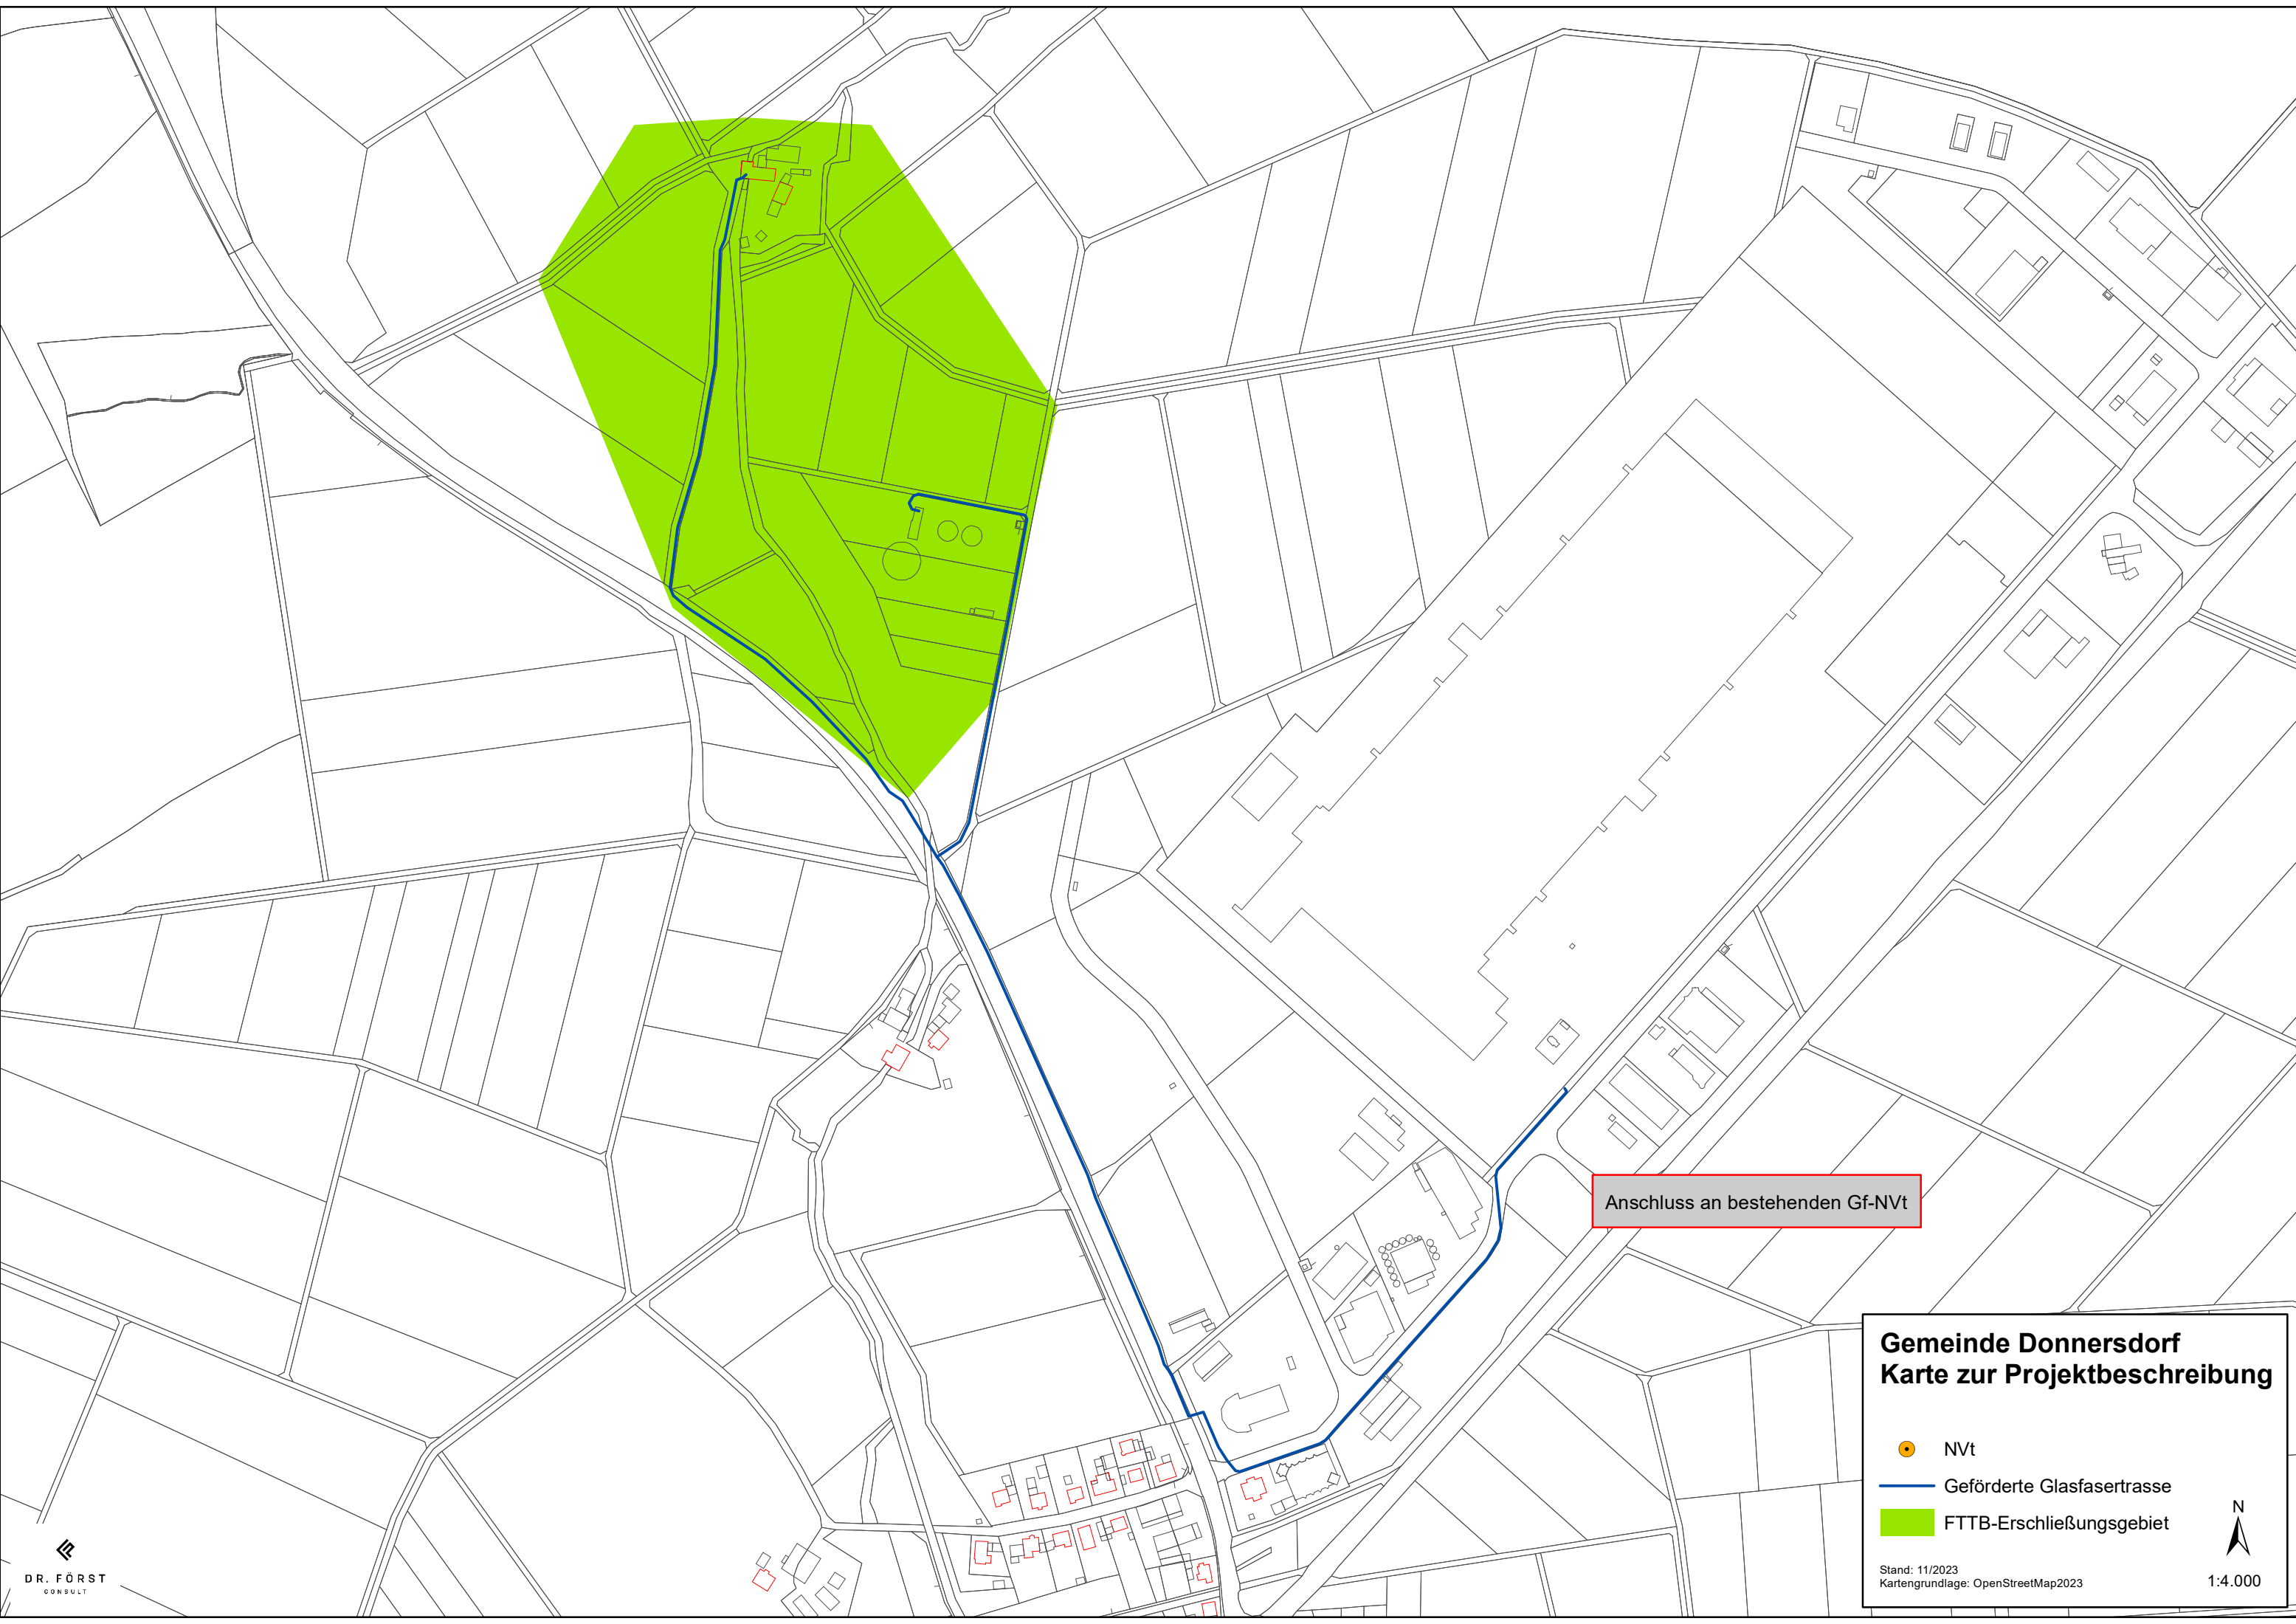 Anschluss an bestehenden Gf-NVt
Gemeinde Donnersdorf
Karte zur Projektbeschreibung
NVt
Geförderte Glasfasertrasse
FTTB-Erschließungsgebiet
N
Stand: 11/2023
Kartengrundlage: OpenStreetMap2023
1:4.000
DR. FÖRST
CONSULT